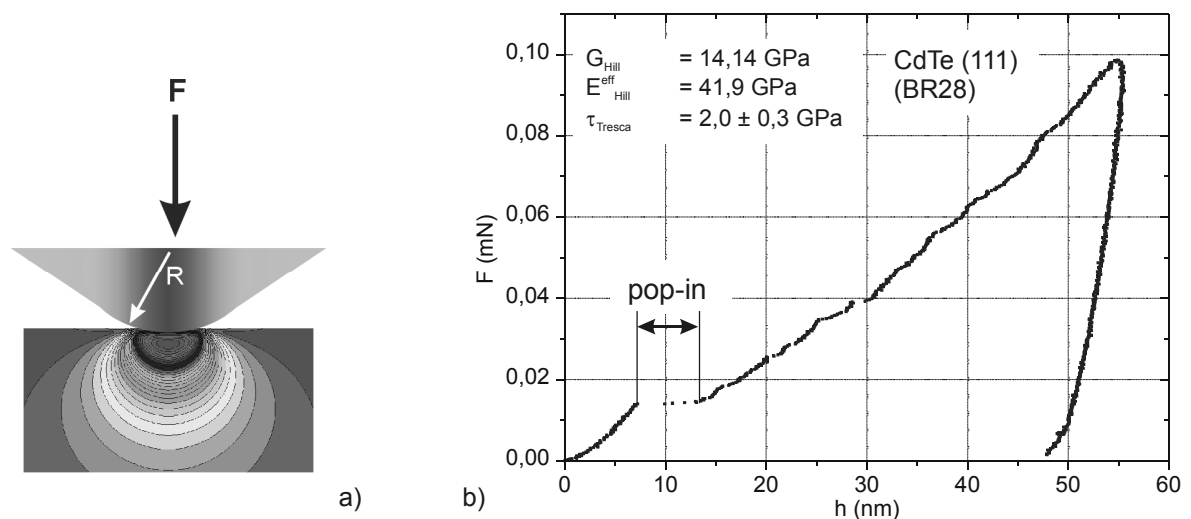 F
R
a)
b)
F (mN)
0,10
0,08
0,06
0,04
0,02
0,00
G_Hill = 14,14 GPa
E^eff_Hill = 41,9 GPa
τ_Tresca = 2,0 ± 0,3 GPa
CdTe (111)
(BR28)
pop-in
0 10 20 30 40 50 60
h (nm)